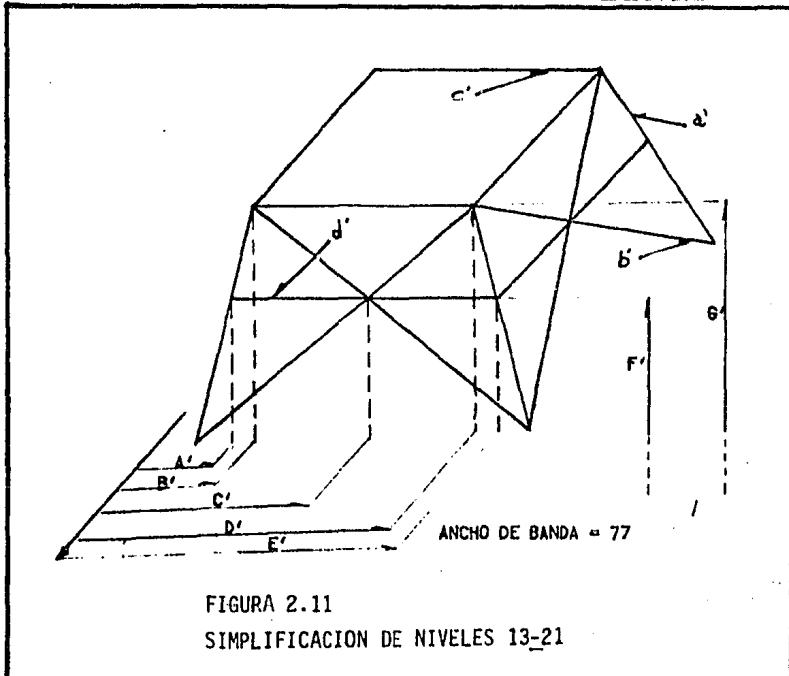 c'
a'
d'
b'
G'
F'
A'
B'
C'
D'
E'
ANCHO DE BANDA = 77
FIGURA 2.11
SIMPLIFICACION DE NIVELES 13-21